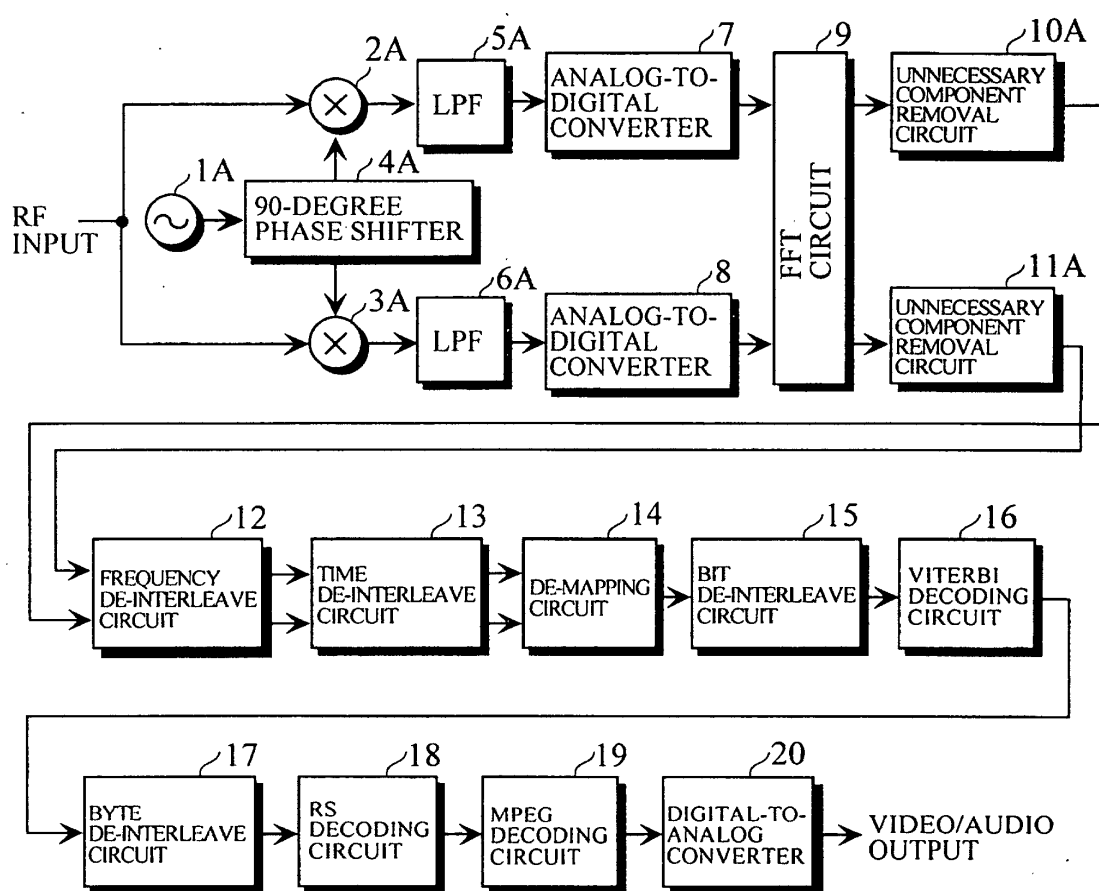 5A
7
9
10A
2A
LPF
ANALOG-TO-
DIGITAL
CONVERTER
UNNECESSARY
COMPONENT
REMOVAL
CIRCUIT
1A
4A
RF
INPUT
90-DEGREE
PHASE SHIFTER
FFT
CIRCUIT
3A
6A
8
11A
LPF
ANALOG-TO-
DIGITAL
CONVERTER
UNNECESSARY
COMPONENT
REMOVAL
CIRCUIT
12
13
14
15
16
FREQUENCY
DE-INTERLEAVE
CIRCUIT
TIME
DE-INTERLEAVE
CIRCUIT
DE-MAPPING
CIRCUIT
BIT
DE-INTERLEAVE
CIRCUIT
VITERBI
DECODING
CIRCUIT
17
18
19
20
BYTE
DE-INTERLEAVE
CIRCUIT
RS
DECODING
CIRCUIT
MPEG
DECODING
CIRCUIT
DIGITAL-TO-
ANALOG
CONVERTER
VIDEO/AUDIO
OUTPUT